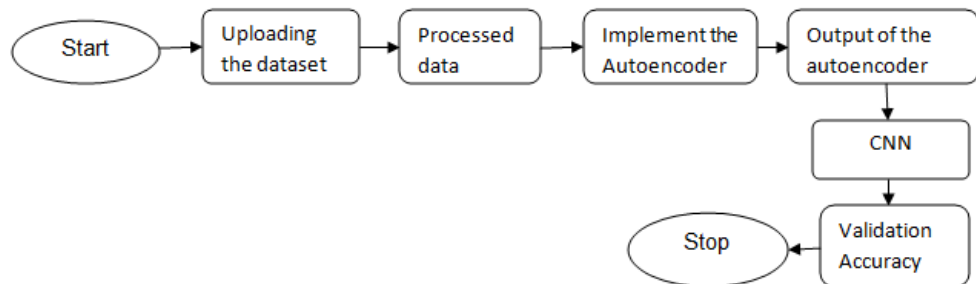 Start
Uploading
the dataset
Processed
data
Implement the
Autoencoder
Output of the
autoencoder
CNN
Validation
Accuracy
Stop